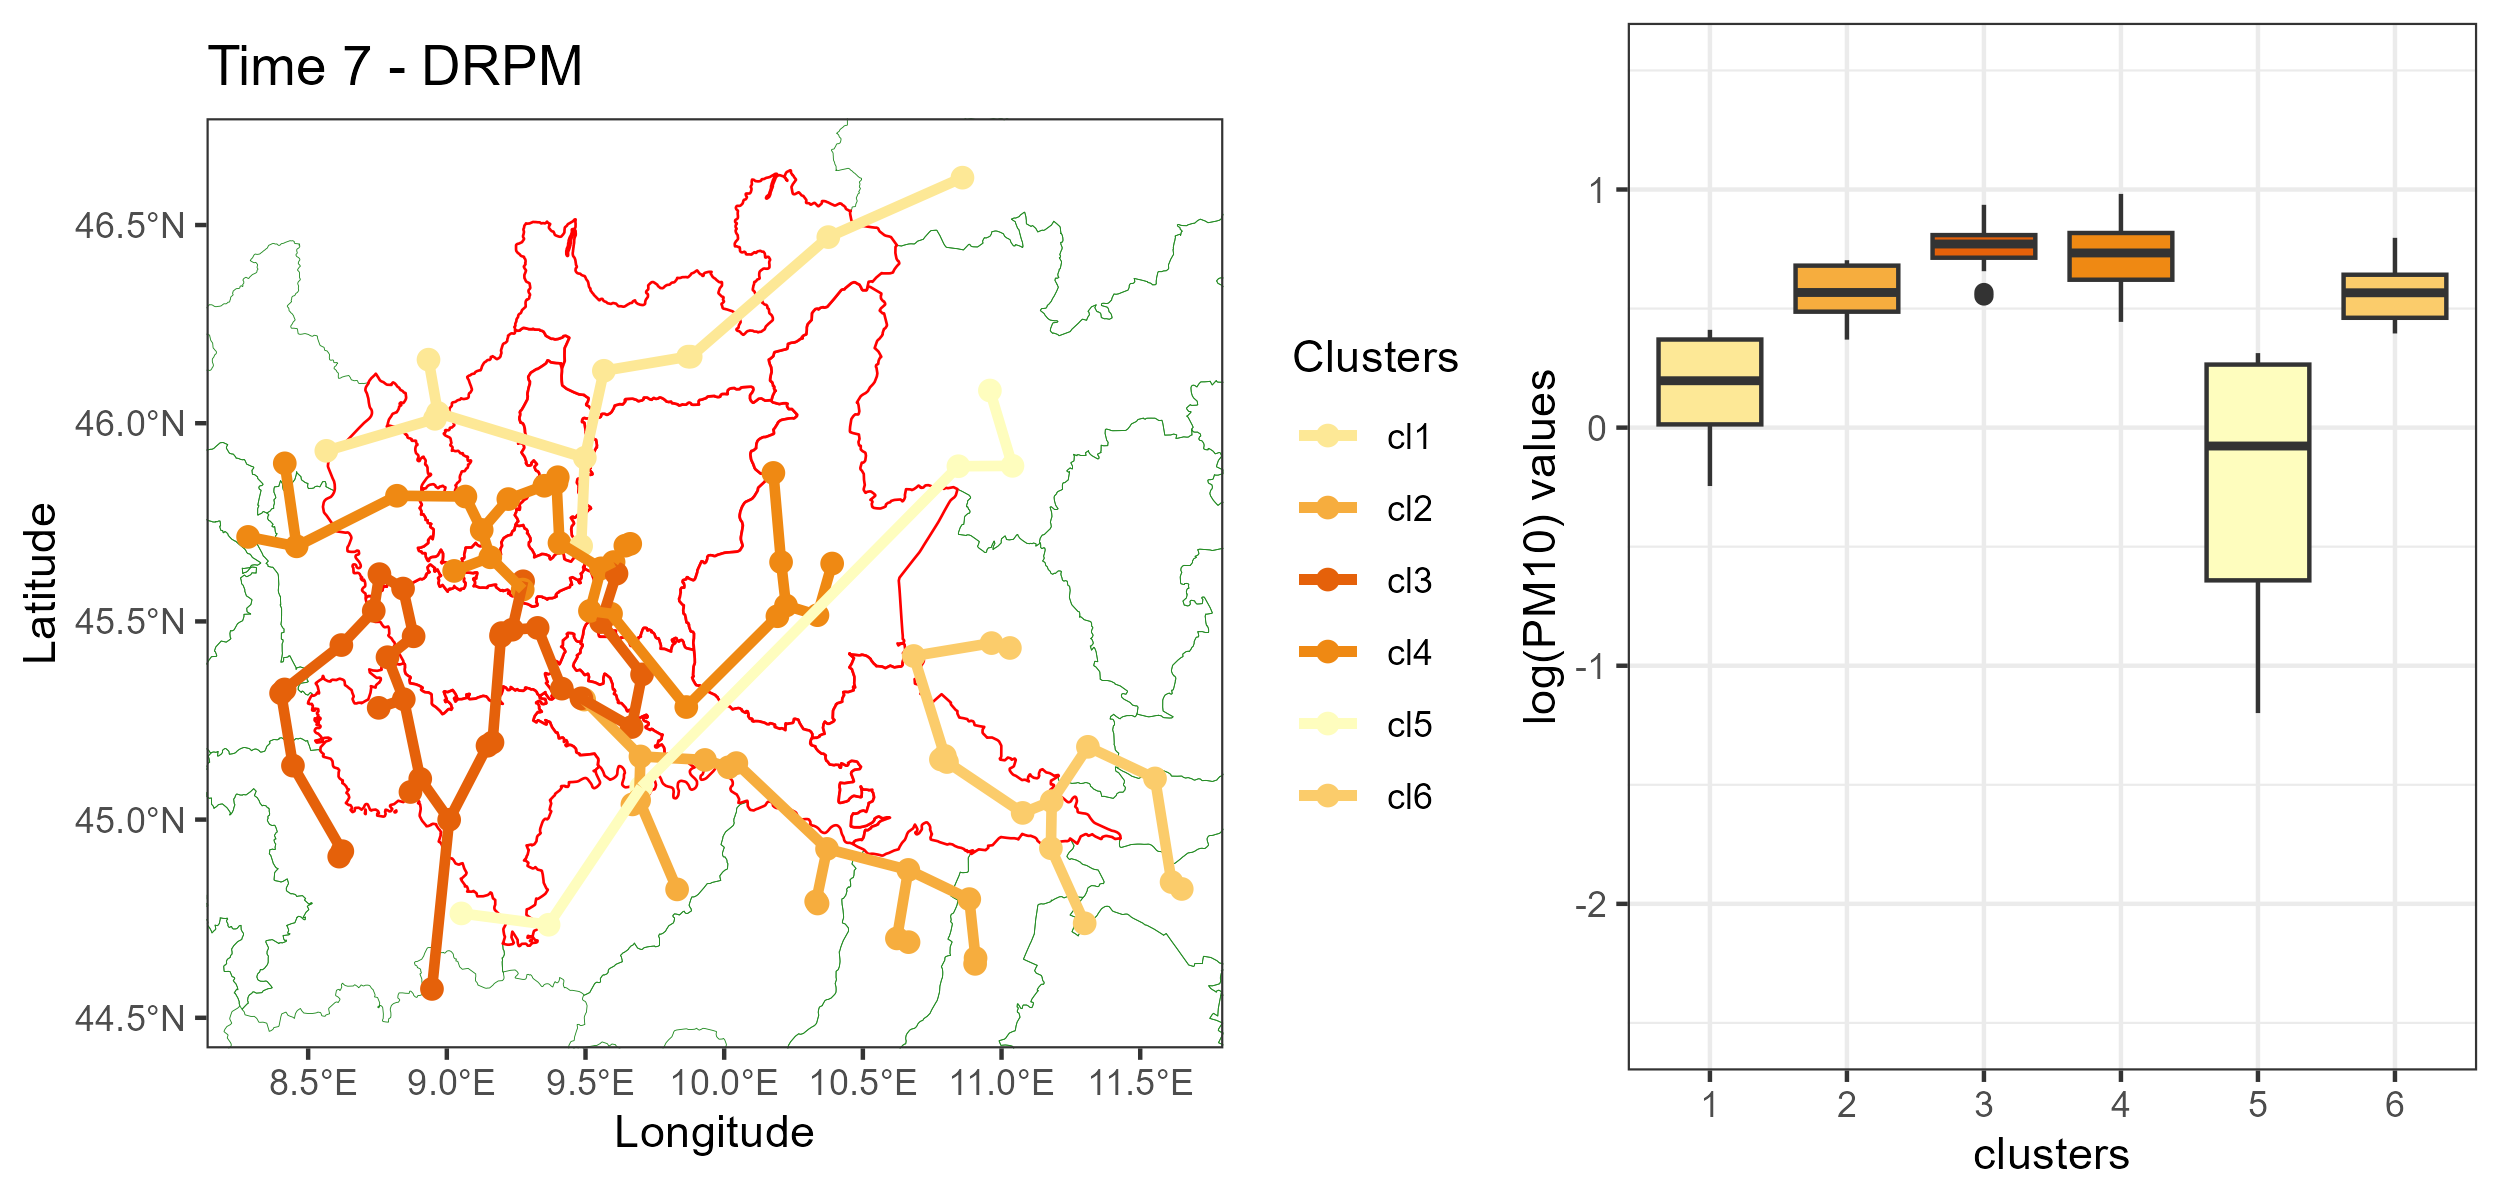 Time 7 - DRPM
Latitude
46.5°N
46.0°N
45.5°N
45.0°N
44.5°N
8.5°E 9.0°E 9.5°E 10.0°E 10.5°E 11.0°E 11.5°E
Longitude
Clusters
cl1
cl2
cl3
cl4
cl5
cl6
log(PM10) values
1
0
-1
-2
1 2 3 4 5 6
clusters